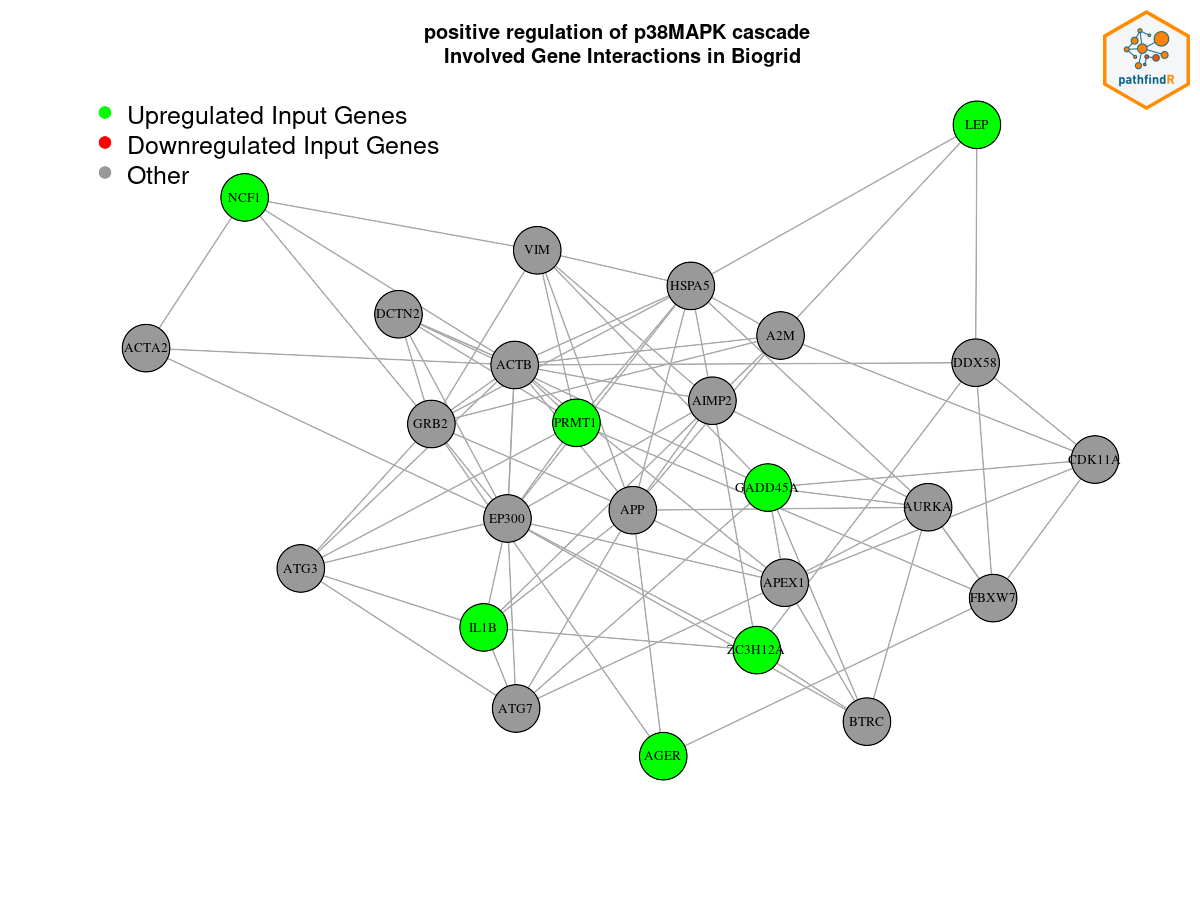 positive regulation of p38MAPK cascade
Involved Gene Interactions in Biogrid
pathfindR
Upregulated Input Genes
Downregulated Input Genes
Other
LEP
NCF1
VIM
HSPA5
DCTN2
A2M
ACTA2
ACTB
DDX58
AIMP2
GRB2
PRMT1
CDK11A
GADD45A
AURKA
APP
EP300
ATG3
APEX1
FBXW7
IL1B
ZC3H12A
ATG7
BTRC
AGER